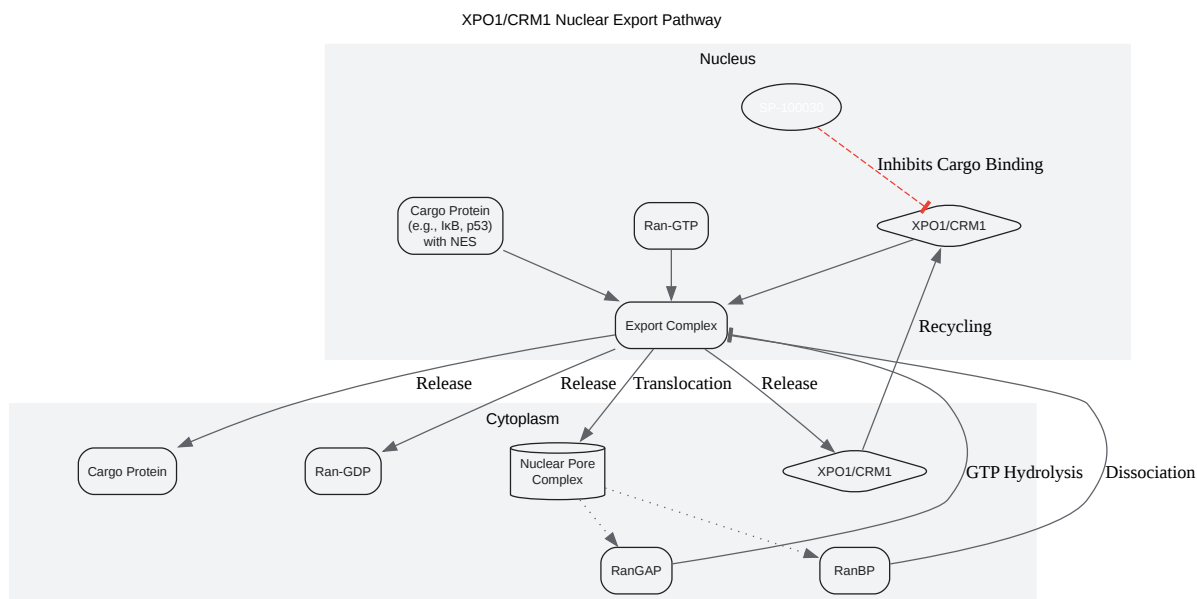 XPO1/CRM1 Nuclear Export Pathway
Nucleus
SP-100030
Inhibits Cargo Binding
Cargo Protein
(e.g., IκB, p53)
with NES
Ran-GTP
XPO1/CRM1
Export Complex
Recycling
Release
Release
Translocation
Release
Cytoplasm
Cargo Protein
Ran-GDP
Nuclear Pore
Complex
XPO1/CRM1
GTP Hydrolysis
Dissociation
RanGAP
RanBP